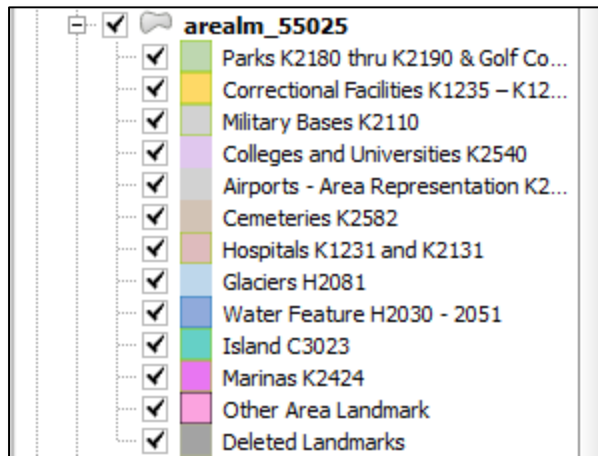 arealm_55025
Parks K2180 thru K2190 & Golf Co...
Correctional Facilities K1235 – K12...
Military Bases K2110
Colleges and Universities K2540
Airports - Area Representation K2...
Cemeteries K2582
Hospitals K1231 and K2131
Glaciers H2081
Water Feature H2030 - 2051
Island C3023
Marinas K2424
Other Area Landmark
Deleted Landmarks